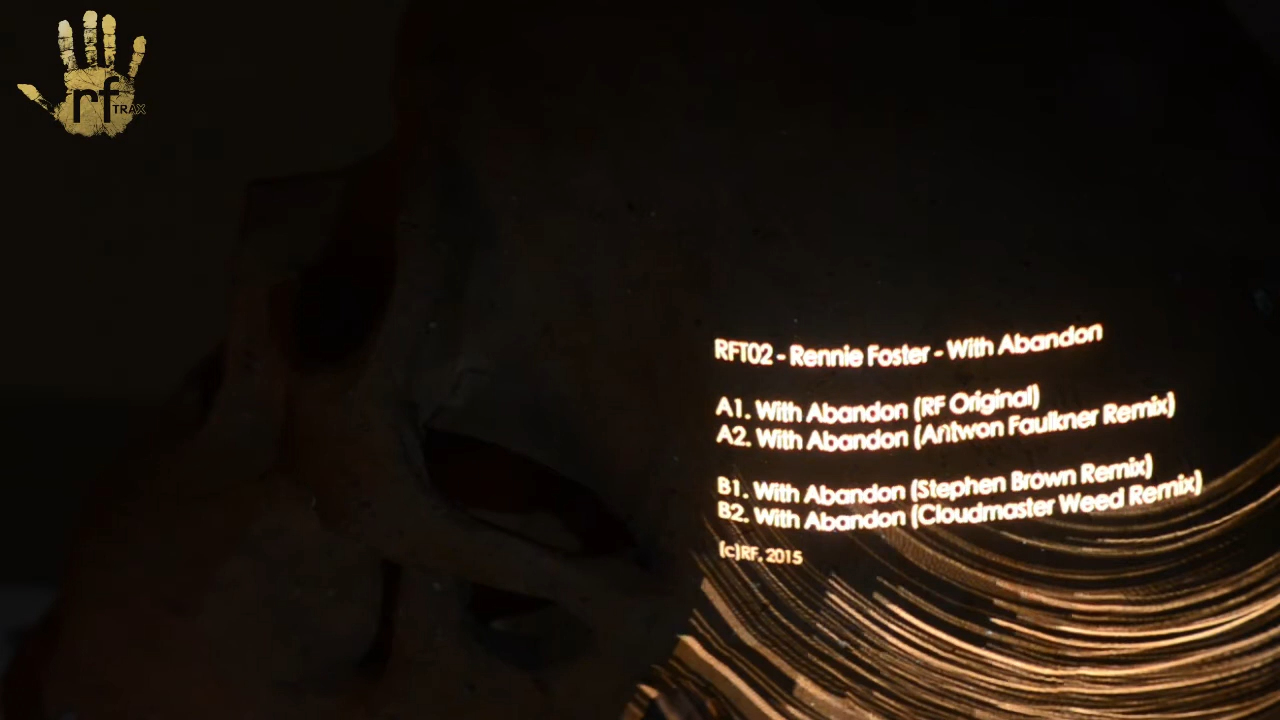 rf TRAX
RFT02 - Rennie Foster - With Abandon
A1. With Abandon (RF Original)
A2. With Abandon (Antwon Faulkner Remix)
B1. With Abandon (Stephen Brown Remix)
B2. With Abandon (Cloudmaster Weed Remix)
(c)RF, 2015